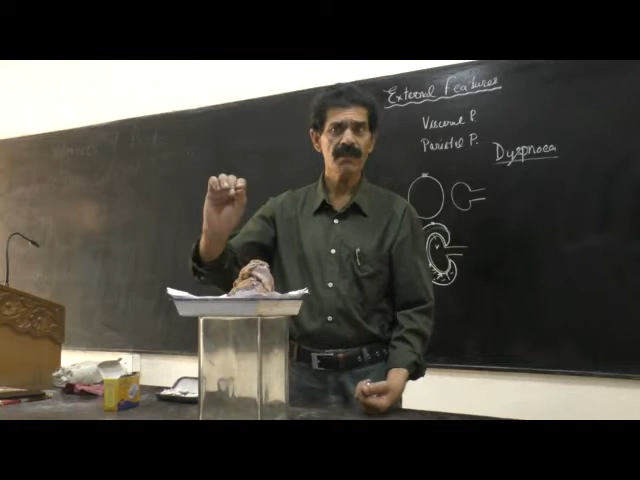 External Features
Visceral P.
Parietal P.
Dyspnoea